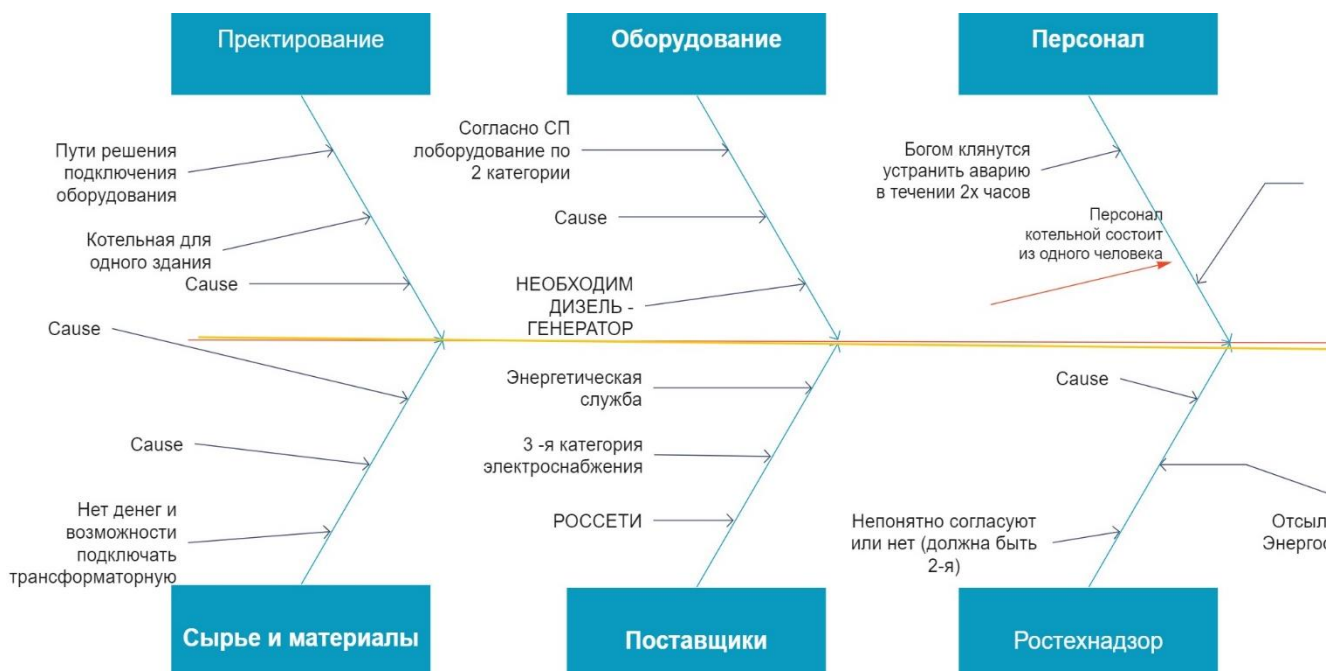 Пректирование
Оборудование
Персонал
Пути решения
подключения
оборудования
Котельная для
одного здания
Cause
Cause
Cause
Нет денег и
возможности
подключать
трансформаторную
Согласно СП
лоборудование по
2 категории
Cause
НЕОБХОДИМ
ДИЗЕЛЬ -
ГЕНЕРАТОР
Энергетическая
служба
3 -я категория
электроснабжения
РОССЕТИ
Богом клянутся
устранить аварию
в течении 2х часов
Персонал
котельной состоит
из одного человека
Cause
Непонятно согласуют
или нет (должна быть
2-я)
Отсыл
Энергос
Сырье и материалы
Поставщики
Ростехнадзор